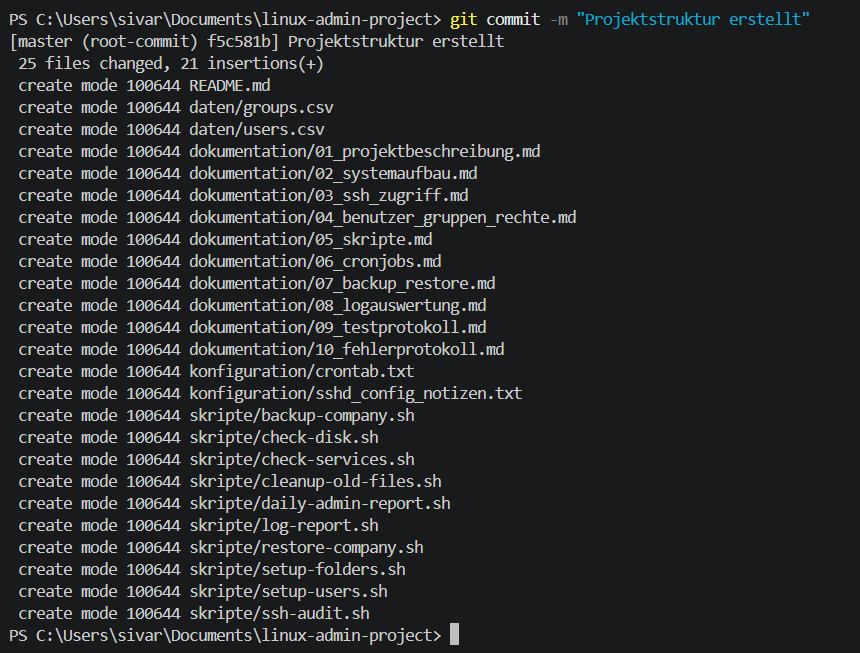 PS C:\Users\sivar\Documents\linux-admin-project> git commit -m "Projektstruktur erstellt"
[master (root-commit) f5c581b] Projektstruktur erstellt
 25 files changed, 21 insertions(+)
 create mode 100644 README.md
 create mode 100644 daten/groups.csv
 create mode 100644 daten/users.csv
 create mode 100644 dokumentation/01_projektbeschreibung.md
 create mode 100644 dokumentation/02_systemaufbau.md
 create mode 100644 dokumentation/03_ssh_zugriff.md
 create mode 100644 dokumentation/04_benutzer_gruppen_rechte.md
 create mode 100644 dokumentation/05_skripte.md
 create mode 100644 dokumentation/06_cronjobs.md
 create mode 100644 dokumentation/07_backup_restore.md
 create mode 100644 dokumentation/08_logauswertung.md
 create mode 100644 dokumentation/09_testprotokoll.md
 create mode 100644 dokumentation/10_fehlerprotokoll.md
 create mode 100644 konfiguration/crontab.txt
 create mode 100644 konfiguration/sshd_config_notizen.txt
 create mode 100644 skripte/backup-company.sh
 create mode 100644 skripte/check-disk.sh
 create mode 100644 skripte/check-services.sh
 create mode 100644 skripte/cleanup-old-files.sh
 create mode 100644 skripte/daily-admin-report.sh
 create mode 100644 skripte/log-report.sh
 create mode 100644 skripte/restore-company.sh
 create mode 100644 skripte/setup-folders.sh
 create mode 100644 skripte/setup-users.sh
 create mode 100644 skripte/ssh-audit.sh
PS C:\Users\sivar\Documents\linux-admin-project>